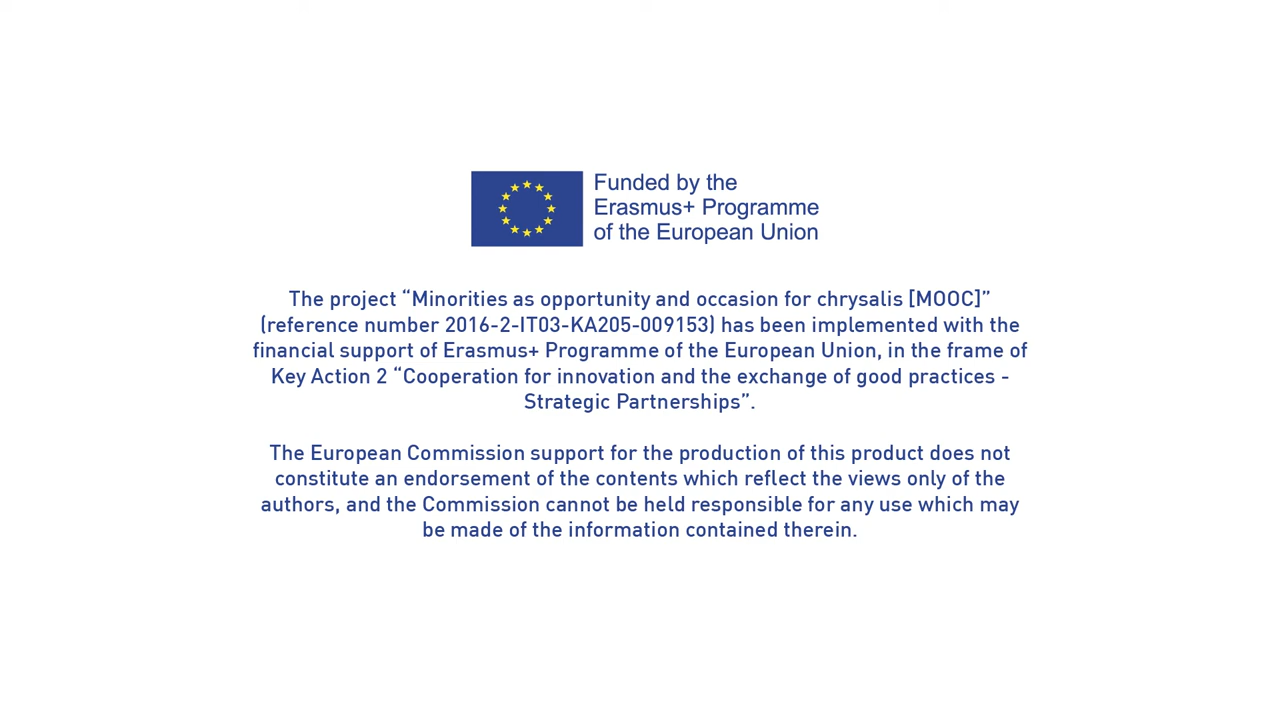 Funded by the
Erasmus+ Programme
of the European Union
The project “Minorities as opportunity and occasion for chrysalis [MOOC]”
(reference number 2016-2-IT03-KA205-009153) has been implemented with the
financial support of Erasmus+ Programme of the European Union, in the frame of
Key Action 2 “Cooperation for innovation and the exchange of good practices -
Strategic Partnerships”.
The European Commission support for the production of this product does not
constitute an endorsement of the contents which reflect the views only of the
authors, and the Commission cannot be held responsible for any use which may
be made of the information contained therein.